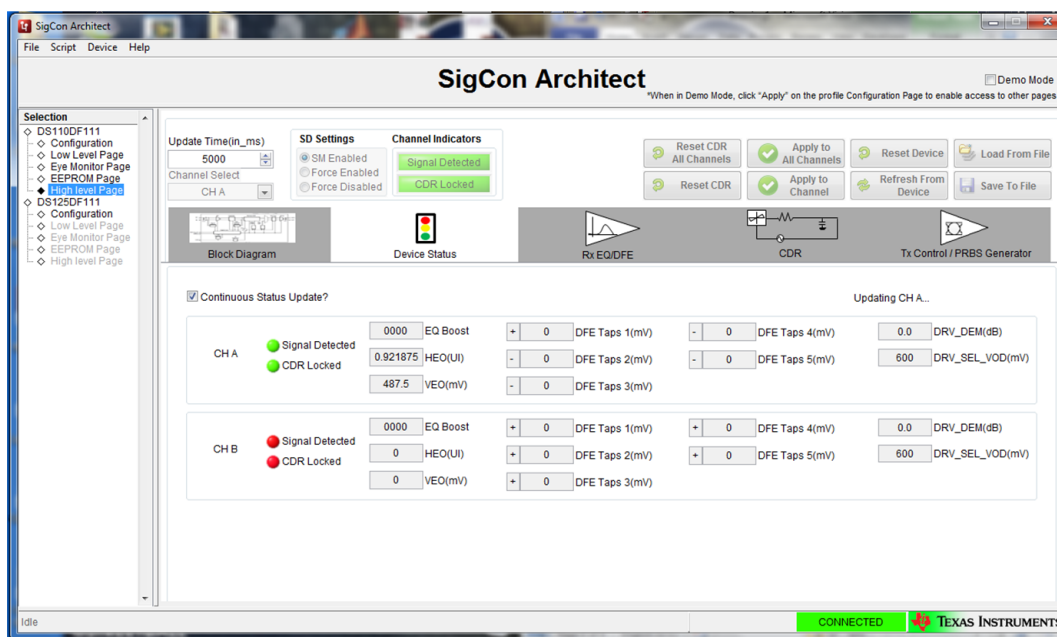 SigCon Architect
File Script Device Help
SigCon Architect
Demo Mode
*When in Demo Mode, click "Apply" on the profile Configuration Page to enable access to other pages
Selection
DS110DF111
Configuration
Low Level Page
Eye Monitor Page
EEPROM Page
High level Page
DS125DF111
Configuration
Low Level Page
Eye Monitor Page
EEPROM Page
High level Page
Update Time(in_ms)
5000
Channel Select
CH A
SD Settings
SM Enabled
Force Enabled
Force Disabled
Channel Indicators
Signal Detected
CDR Locked
Reset CDR
All Channels
Apply to
All Channels
Reset Device
Load From File
Reset CDR
Apply to
Channel
Refresh From
Device
Save To File
Block Diagram
Device Status
Rx EQ/DFE
CDR
Tx Control / PRBS Generator
Continuous Status Update?
Updating CH A...
CH A
Signal Detected
CDR Locked
0000 EQ Boost
0.921875 HEO(UI)
487.5 VEO(mV)
+ 0 DFE Taps 1(mV)
- 0 DFE Taps 2(mV)
- 0 DFE Taps 3(mV)
- 0 DFE Taps 4(mV)
- 0 DFE Taps 5(mV)
0.0 DRV_DEM(dB)
600 DRV_SEL_VOD(mV)
CH B
Signal Detected
CDR Locked
0000 EQ Boost
0 HEO(UI)
0 VEO(mV)
+ 0 DFE Taps 1(mV)
+ 0 DFE Taps 2(mV)
+ 0 DFE Taps 3(mV)
+ 0 DFE Taps 4(mV)
+ 0 DFE Taps 5(mV)
0.0 DRV_DEM(dB)
600 DRV_SEL_VOD(mV)
Idle
CONNECTED
TEXAS INSTRUMENTS